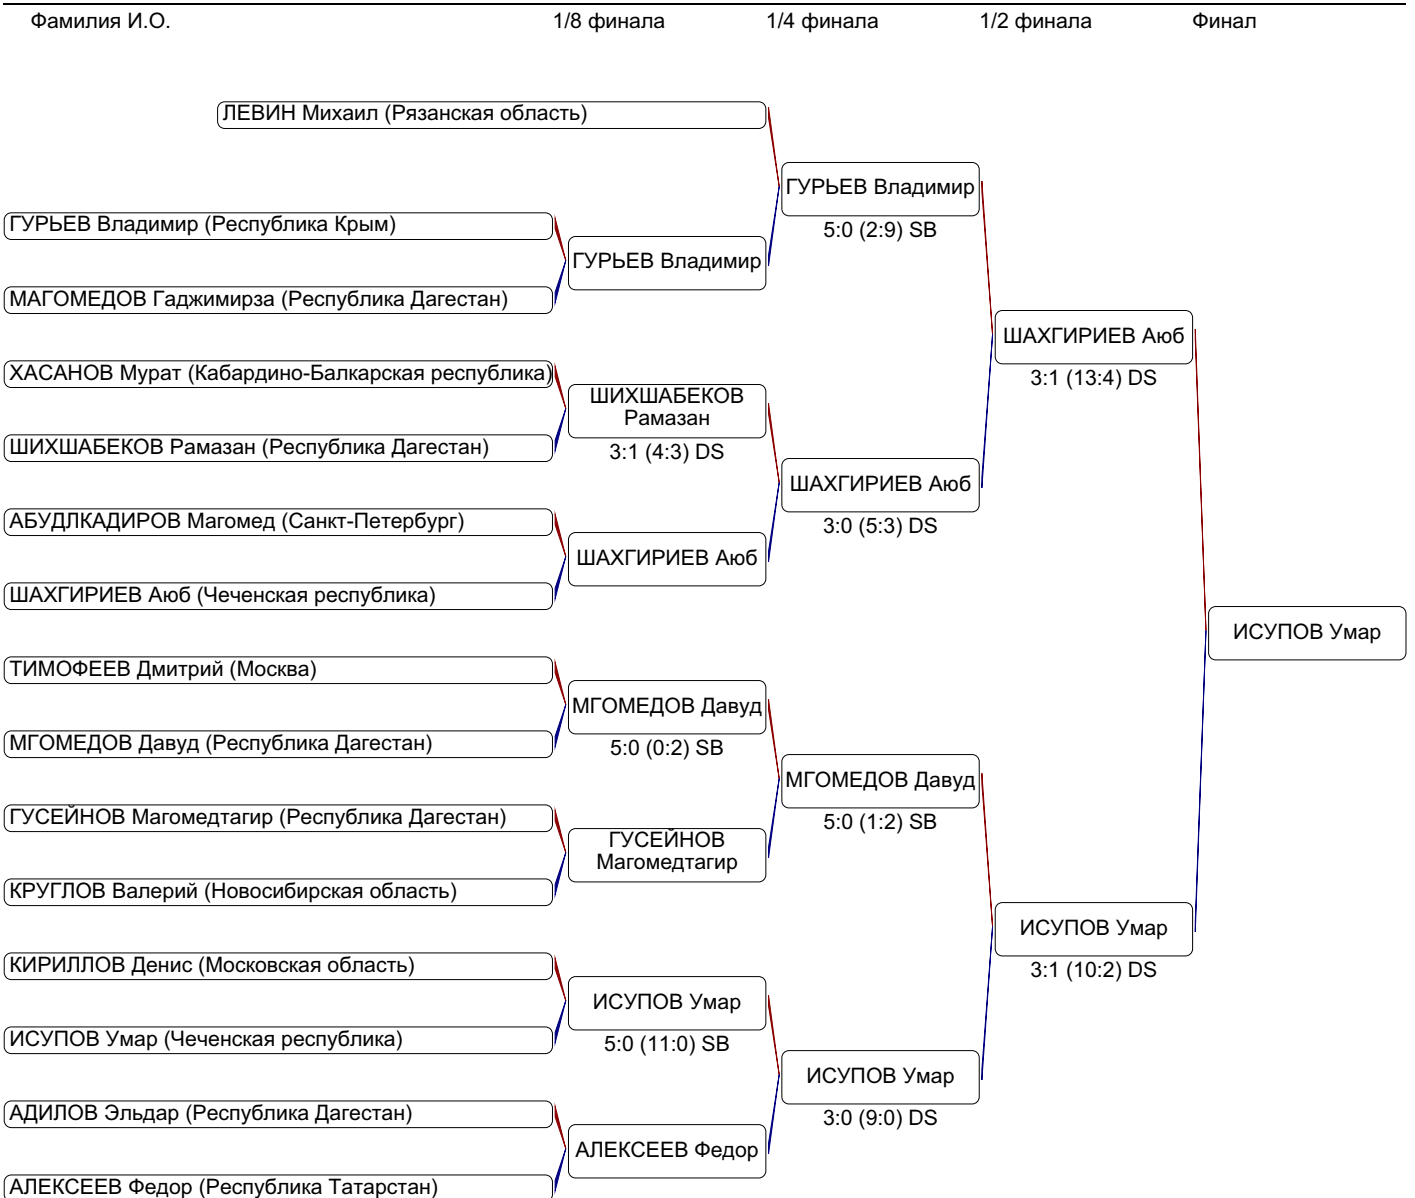 Фамилия И.О.
1/8 финала
1/4 финала
1/2 финала
Финал
ЛЕВИН Михаил (Рязанская область)
ГУРЬЕВ Владимир
5:0 (2:9) SB
ГУРЬЕВ Владимир (Республика Крым)
ГУРЬЕВ Владимир
МАГОМЕДОВ Гаджимирза (Республика Дагестан)
ШАХГИРИЕВ Аюб
3:1 (13:4) DS
ХАСАНОВ Мурат (Кабардино-Балкарская республика)
ШИХШАБЕКОВ
Рамазан
3:1 (4:3) DS
ШИХШАБЕКОВ Рамазан (Республика Дагестан)
ШАХГИРИЕВ Аюб
3:0 (5:3) DS
АБУДЛКАДИРОВ Магомед (Санкт-Петербург)
ШАХГИРИЕВ Аюб
ШАХГИРИЕВ Аюб (Чеченская республика)
ИСУПОВ Умар
ТИМОФЕЕВ Дмитрий (Москва)
МГОМЕДОВ Давуд
5:0 (0:2) SB
МГОМЕДОВ Давуд (Республика Дагестан)
МГОМЕДОВ Давуд
5:0 (1:2) SB
ГУСЕЙНОВ Магомедтагир (Республика Дагестан)
ГУСЕЙНОВ
Магомедтагир
КРУГЛОВ Валерий (Новосибирская область)
ИСУПОВ Умар
3:1 (10:2) DS
КИРИЛЛОВ Денис (Московская область)
ИСУПОВ Умар
5:0 (11:0) SB
ИСУПОВ Умар (Чеченская республика)
ИСУПОВ Умар
3:0 (9:0) DS
АДИЛОВ Эльдар (Республика Дагестан)
АЛЕКСЕЕВ Федор
АЛЕКСЕЕВ Федор (Республика Татарстан)